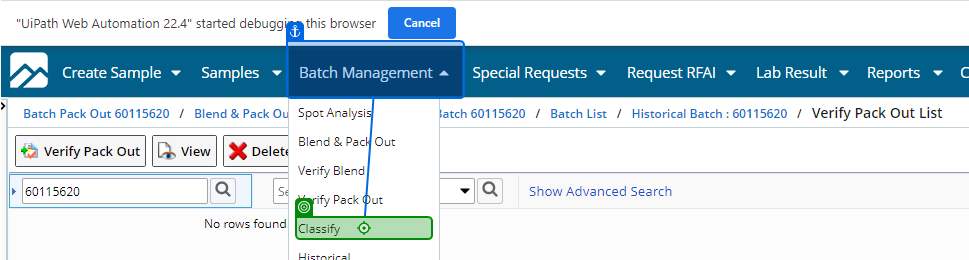 "UiPath Web Automation 22.4" started debugging this browser Cancel
Create Sample Samples Batch Management Special Requests Request RFAI Lab Result Reports
Batch Pack Out 60115620 / Blend & Pack Ou Batch 60115620 / Batch List / Historical Batch : 60115620 / Verify Pack Out List
Spot Analysis
Blend & Pack Out
Verify Pack Out View Delete
Verify Blend
60115620 Se Show Advanced Search
Verify Pack Out
No rows found
Classify
Historical